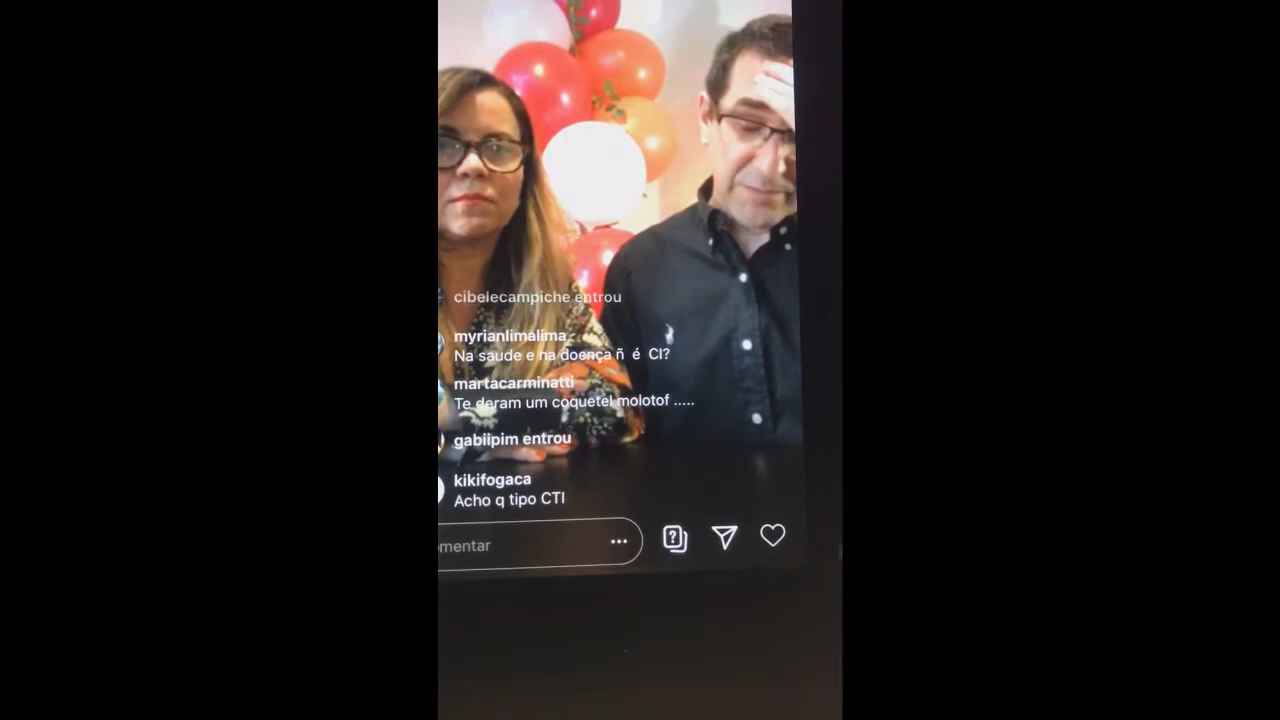 cibelecampiche entrou
myrianlimalima
Na saude e na doença ñ é CI?
martacarminatti
Te deram um coquetel molotof .....
gabiipim entrou
kikifogaca
Acho q tipo CTI
omentar